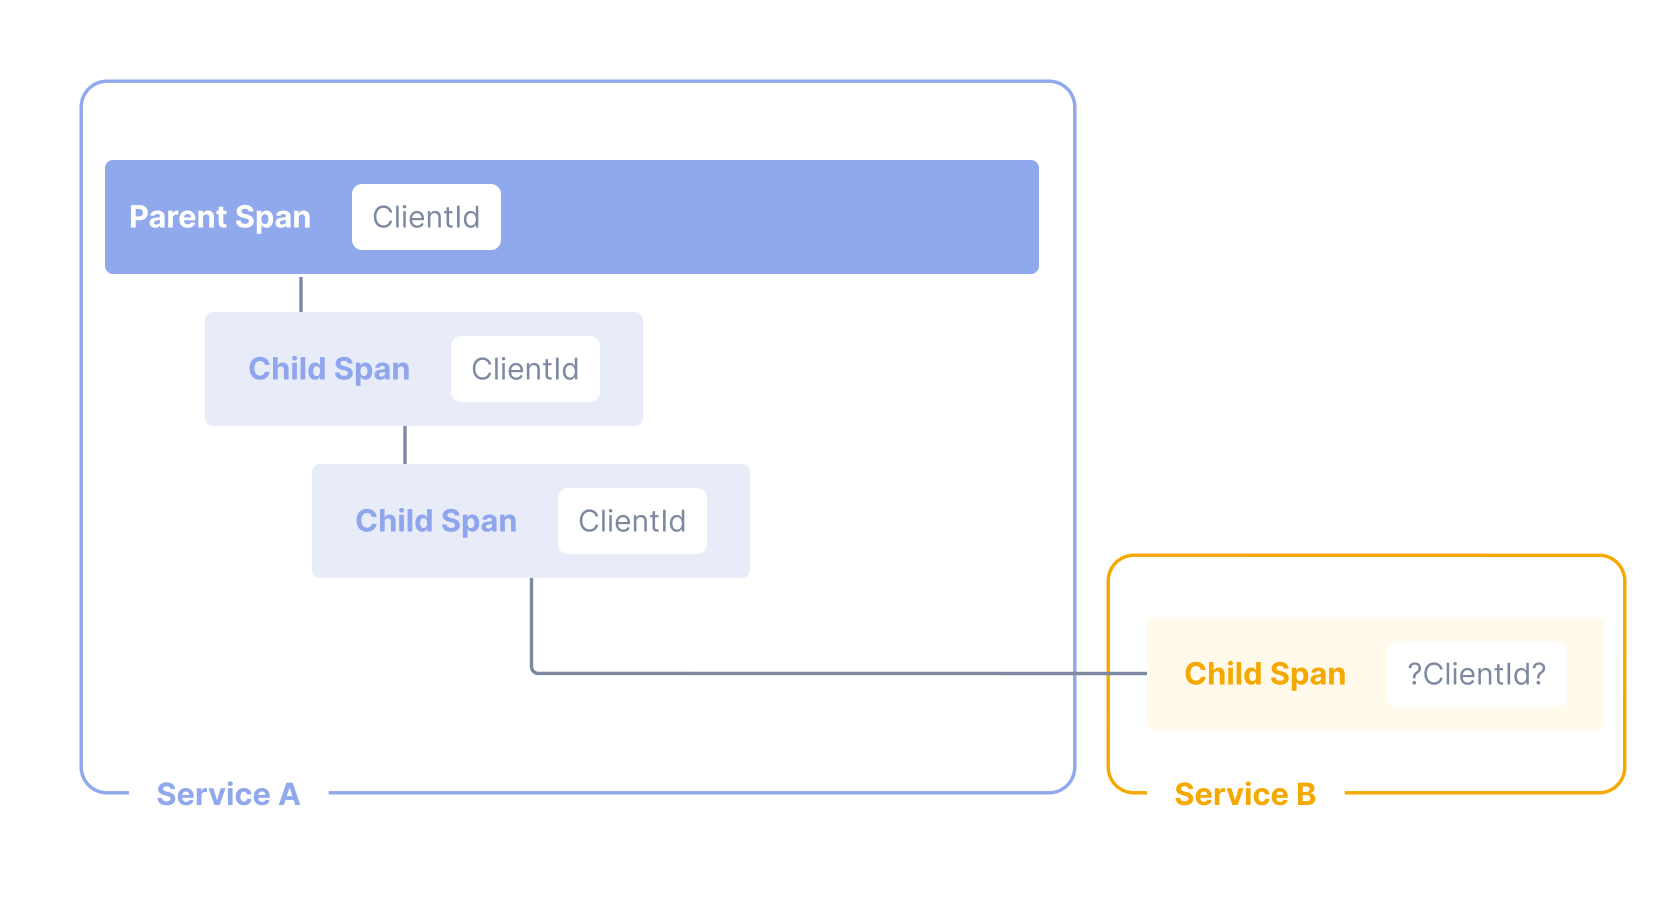 Parent Span
ClientId
Child Span
ClientId
Child Span
ClientId
Child Span
?ClientId?
Service A
Service B